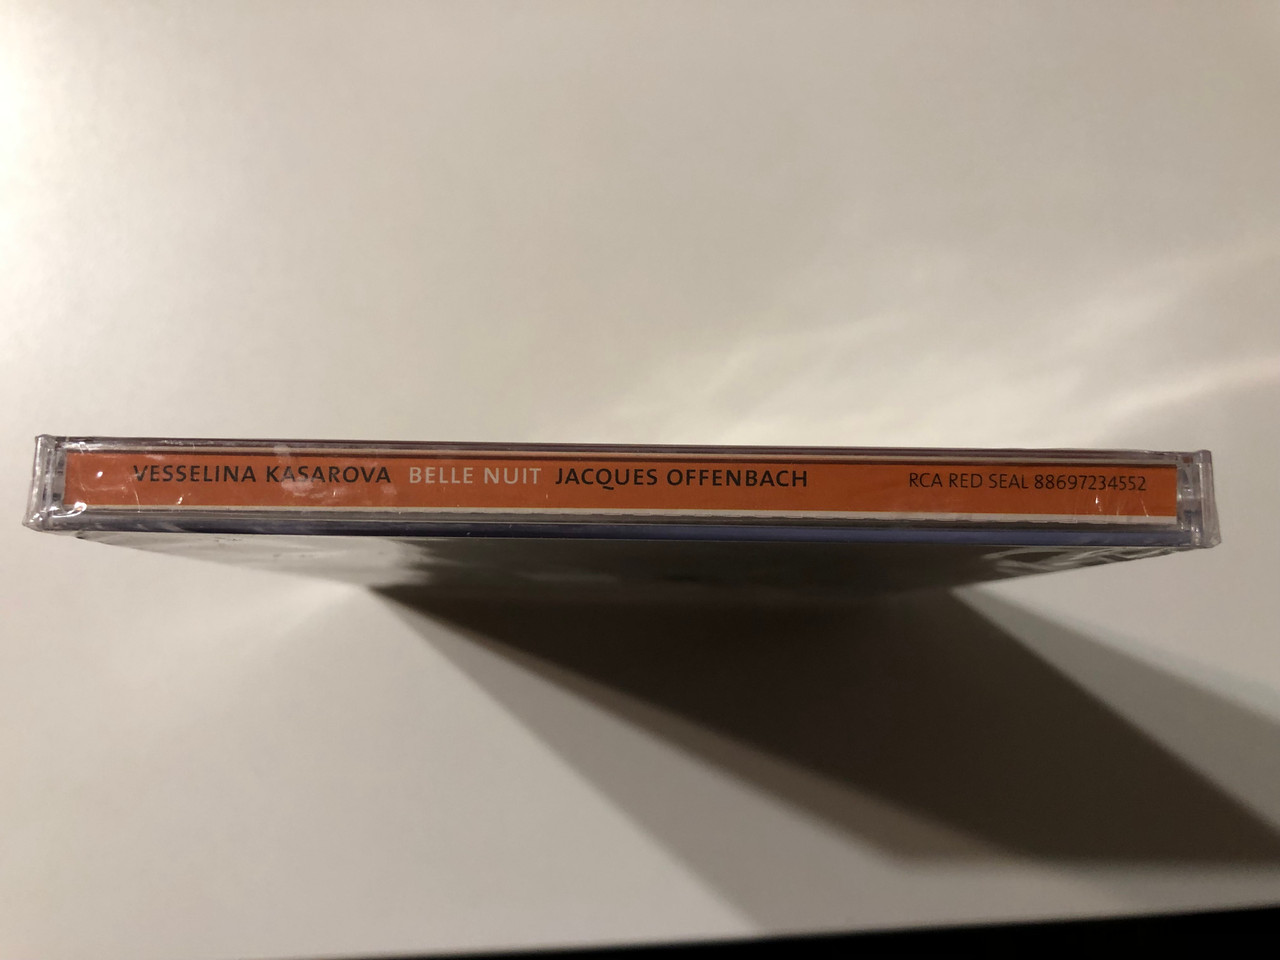 VESSELINA KASAROVA BELLE NUIT JACQUES OFFENBACH RCA RED SEAL 88697234552